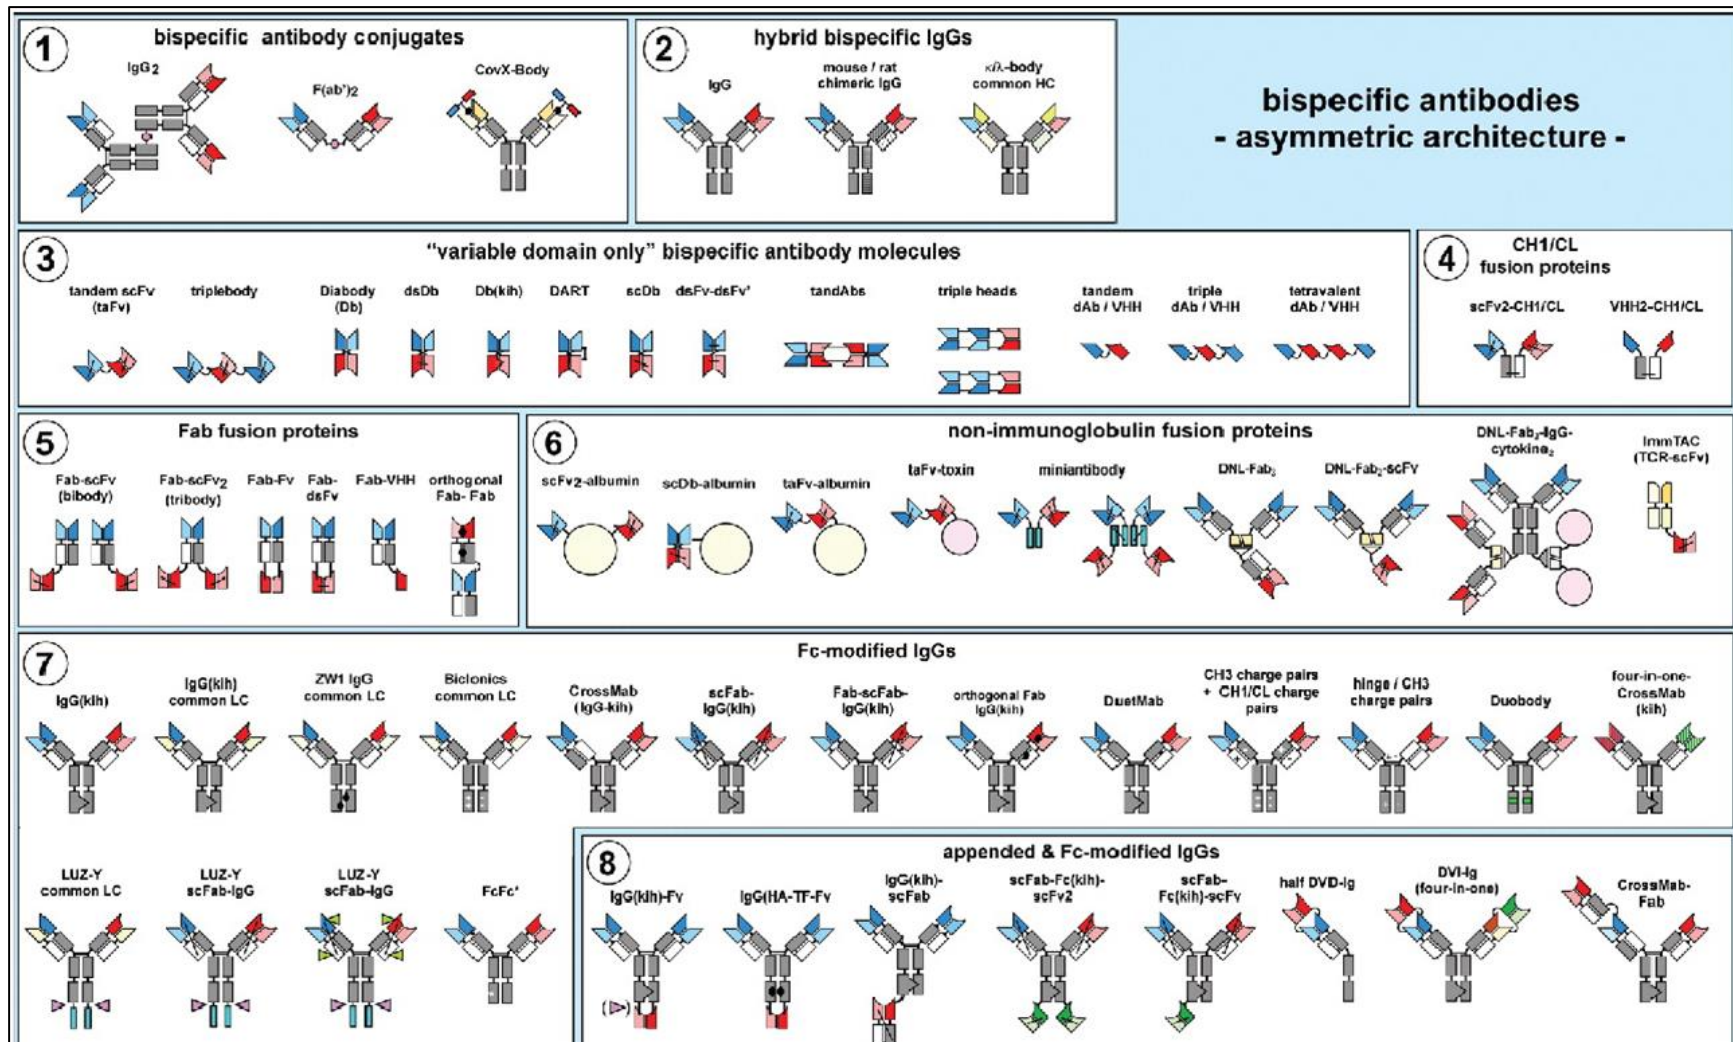 1
bispecific antibody conjugates
IgG2
F(ab')2
CovX-Body
2
hybrid bispecific IgGs
IgG
mouse / rat
chimeric IgG
κ/λ-body
common HC
bispecific antibodies
- asymmetric architecture -
3
“variable domain only” bispecific antibody molecules
tandem scFv
(taFv)
triplebody
Diabody
(Db)
dsDb
Db(kih)
DART
scDb
dsFv-dsFv'
tandAbs
triple heads
tandem
dAb / VHH
triple
dAb / VHH
tetravalent
dAb / VHH
4
CH1/CL
fusion proteins
scFv2-CH1/CL
VHH2-CH1/CL
5
Fab fusion proteins
Fab-scFv
(bibody)
Fab-scFv2
(tribody)
Fab-Fv
Fab-
dsFv
Fab-VHH
orthogonal
Fab- Fab
6
non-immunoglobulin fusion proteins
scFv2-albumin
scDb-albumin
taFv-albumin
taFv-toxin
miniantibody
DNL-Fab3
DNL-Fab2-scFv
DNL-Fab2-IgG-
cytokine2
ImmTAC
(TCR-scFv)
7
Fc-modified IgGs
IgG(kih)
IgG(kih)
common LC
ZW1 IgG
common LC
Biclonics
common LC
CrossMab
(IgG-kih)
scFab-
IgG(kih)
Fab-scFab-
IgG(kih)
orthogonal Fab
IgG(kih)
DuetMab
CH3 charge pairs
+ CH1/CL charge
pairs
hinge / CH3
charge pairs
Duobody
four-in-one-
CrossMab
(kih)
LUZ-Y
common LC
LUZ-Y
scFab-IgG
LUZ-Y
scFab-IgG
FcFc*
8
appended & Fc-modified IgGs
IgG(kih)-Fv
IgG(HA-TF-Fv
IgG(kih)-
scFab
scFab-Fc(kih)-
scFv2
scFab-
Fc(kih)-scFv
half DVD-Ig
DVI-Ig
(four-in-one)
CrossMab-
Fab